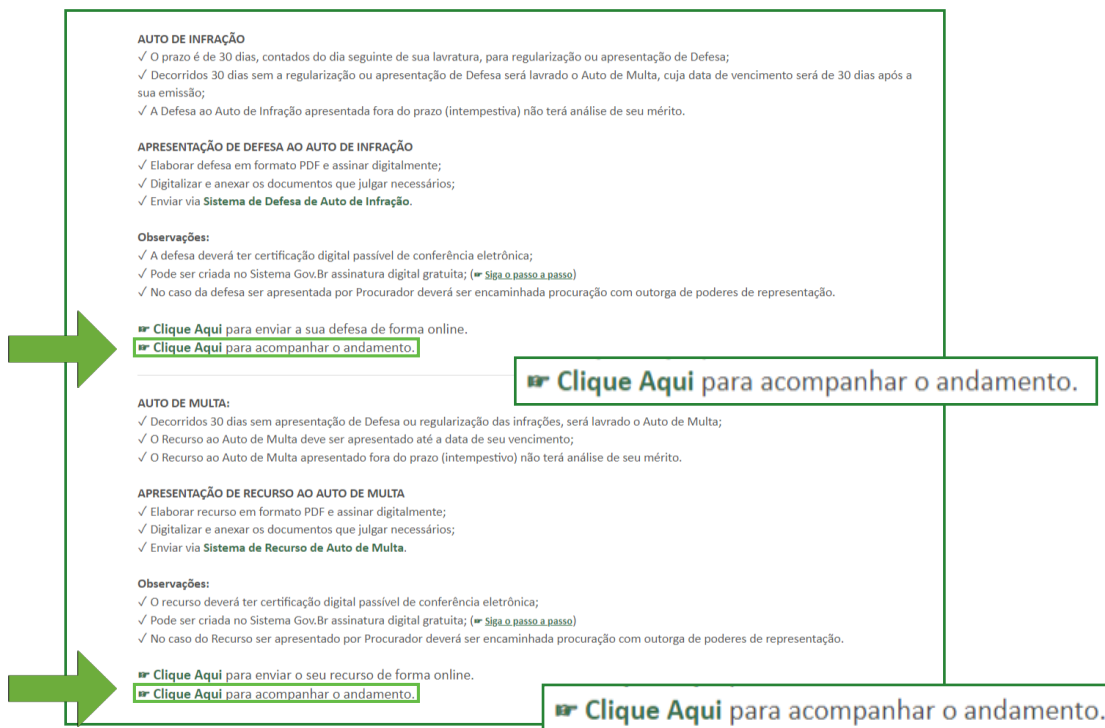 AUTO DE INFRAÇÃO
✓ O prazo é de 30 dias, contados do dia seguinte de sua lavratura, para regularização ou apresentação de Defesa;
✓ Decorridos 30 dias sem a regularização ou apresentação de Defesa será lavrado o Auto de Multa, cuja data de vencimento será de 30 dias após a
sua emissão;
✓ A Defesa ao Auto de Infração apresentada fora do prazo (intempestiva) não terá análise de seu mérito.
APRESENTAÇÃO DE DEFESA AO AUTO DE INFRAÇÃO
✓ Elaborar defesa em formato PDF e assinar digitalmente;
✓ Digitalizar e anexar os documentos que julgar necessários;
✓ Enviar via Sistema de Defesa de Auto de Infração.
Observações:
✓ A defesa deverá ter certificação digital passível de conferência eletrônica;
✓ Pode ser criada no Sistema Gov.Br assinatura digital gratuita; (☛ Siga o passo a passo)
✓ No caso da defesa ser apresentada por Procurador deverá ser encaminhada procuração com outorga de poderes de representação.
☛ Clique Aqui para enviar a sua defesa de forma online.
☛ Clique Aqui para acompanhar o andamento.
☛ Clique Aqui para acompanhar o andamento.
AUTO DE MULTA:
✓ Decorridos 30 dias sem apresentação de Defesa ou regularização das infrações, será lavrado o Auto de Multa;
✓ O Recurso ao Auto de Multa deve ser apresentado até a data de seu vencimento;
✓ O Recurso ao Auto de Multa apresentado fora do prazo (intempestivo) não terá análise de seu mérito.
APRESENTAÇÃO DE RECURSO AO AUTO DE MULTA
✓ Elaborar recurso em formato PDF e assinar digitalmente;
✓ Digitalizar e anexar os documentos que julgar necessários;
✓ Enviar via Sistema de Recurso de Auto de Multa.
Observações:
✓ O recurso deverá ter certificação digital passível de conferência eletrônica;
✓ Pode ser criada no Sistema Gov.Br assinatura digital gratuita; (☛ Siga o passo a passo)
✓ No caso do Recurso ser apresentado por Procurador deverá ser encaminhada procuração com outorga de poderes de representação.
☛ Clique Aqui para enviar o seu recurso de forma online.
☛ Clique Aqui para acompanhar o andamento.
☛ Clique Aqui para acompanhar o andamento.